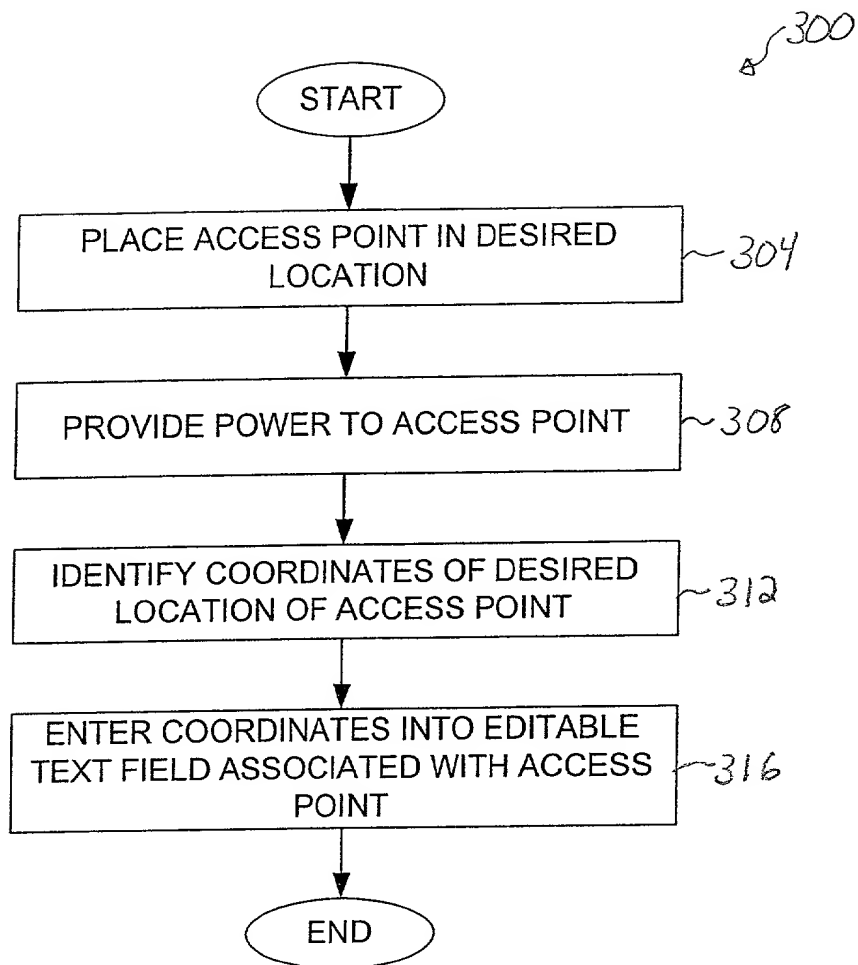 300
START
PLACE ACCESS POINT IN DESIRED
LOCATION
304
PROVIDE POWER TO ACCESS POINT
308
IDENTIFY COORDINATES OF DESIRED
LOCATION OF ACCESS POINT
312
ENTER COORDINATES INTO EDITABLE
TEXT FIELD ASSOCIATED WITH ACCESS
POINT
316
END